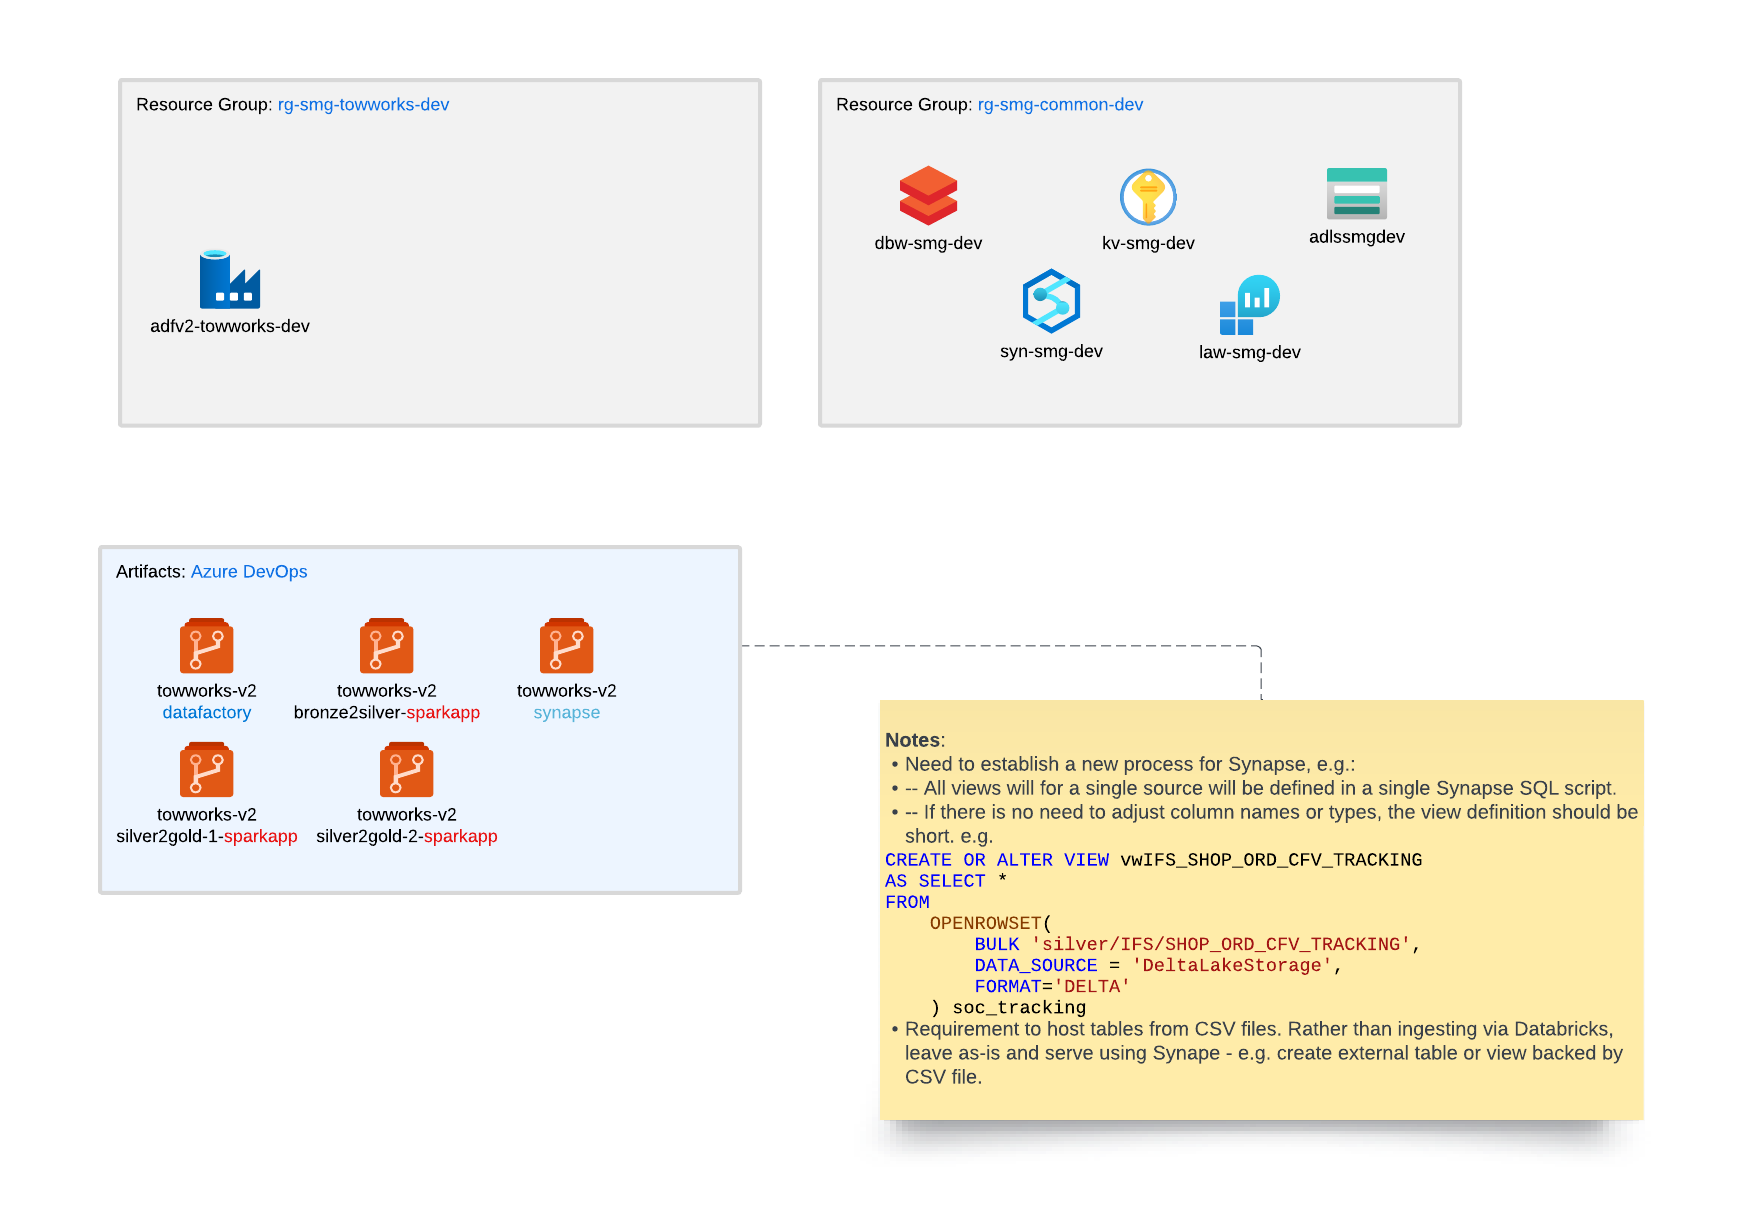 Resource Group: rg-smg-towworks-dev
adfv2-towworks-dev
Resource Group: rg-smg-common-dev
dbw-smg-dev
kv-smg-dev
adlssmgdev
syn-smg-dev
law-smg-dev
Artifacts: Azure DevOps
towworks-v2
datafactory
towworks-v2
bronze2silver-sparkapp
towworks-v2
synapse
towworks-v2
silver2gold-1-sparkapp
towworks-v2
silver2gold-2-sparkapp
Notes:
• Need to establish a new process for Synapse, e.g.:
• -- All views will for a single source will be defined in a single Synapse SQL script.
• -- If there is no need to adjust column names or types, the view definition should be
short. e.g.
CREATE OR ALTER VIEW vwIFS_SHOP_ORD_CFV_TRACKING
AS SELECT *
FROM
    OPENROWSET(
        BULK 'silver/IFS/SHOP_ORD_CFV_TRACKING',
        DATA_SOURCE = 'DeltaLakeStorage',
        FORMAT='DELTA'
    ) soc_tracking
• Requirement to host tables from CSV files. Rather than ingesting via Databricks,
leave as-is and serve using Synape - e.g. create external table or view backed by
CSV file.